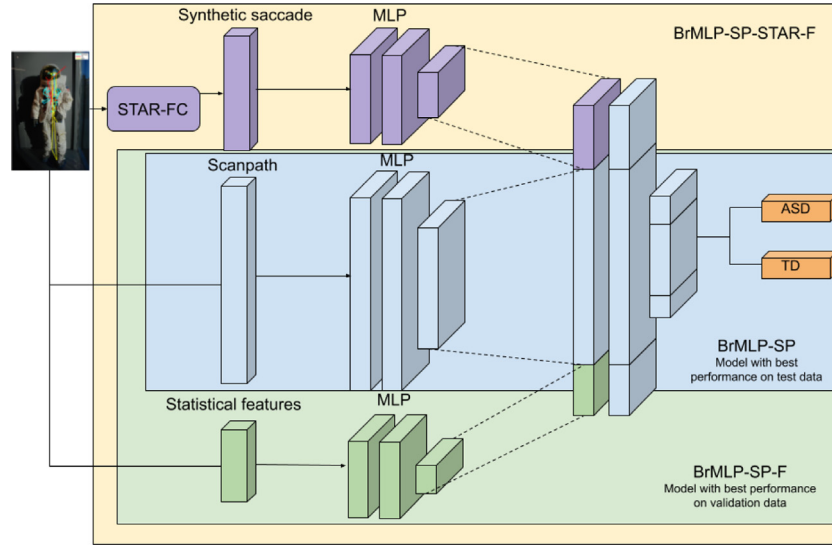 Synthetic saccade
MLP
BrMLP-SP-STAR-F
STAR-FC
Scanpath
MLP
ASD
TD
BrMLP-SP
Model with best
performance on test data
Statistical features
MLP
BrMLP-SP-F
Model with best performance
on validation data